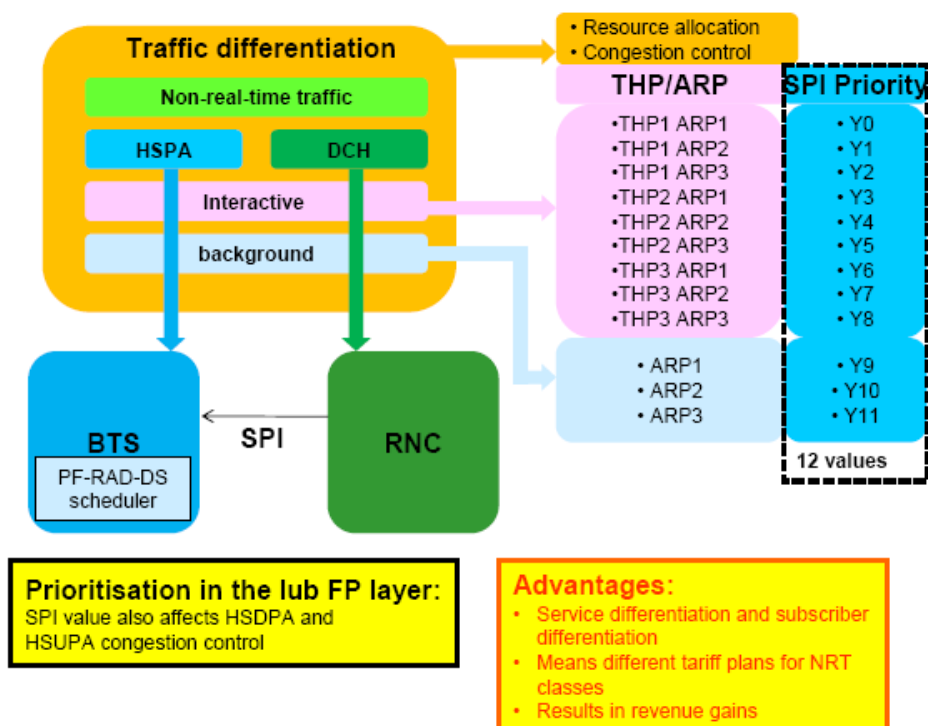 Traffic differentiation
Non-real-time traffic
HSPA
DCH
Interactive
background
• Resource allocation
• Congestion control
THP/ARP
•THP1 ARP1
•THP1 ARP2
•THP1 ARP3
•THP2 ARP1
•THP2 ARP2
•THP2 ARP3
•THP3 ARP1
•THP3 ARP2
•THP3 ARP3
• ARP1
• ARP2
• ARP3
SPI Priority
• Y0
• Y1
• Y2
• Y3
• Y4
• Y5
• Y6
• Y7
• Y8
• Y9
• Y10
• Y11
12 values
BTS
PF-RAD-DS
scheduler
SPI
RNC
Prioritisation in the Iub FP layer:
SPI value also affects HSDPA and
HSUPA congestion control
Advantages:
• Service differentiation and subscriber
differentiation
• Means different tariff plans for NRT
classes
• Results in revenue gains